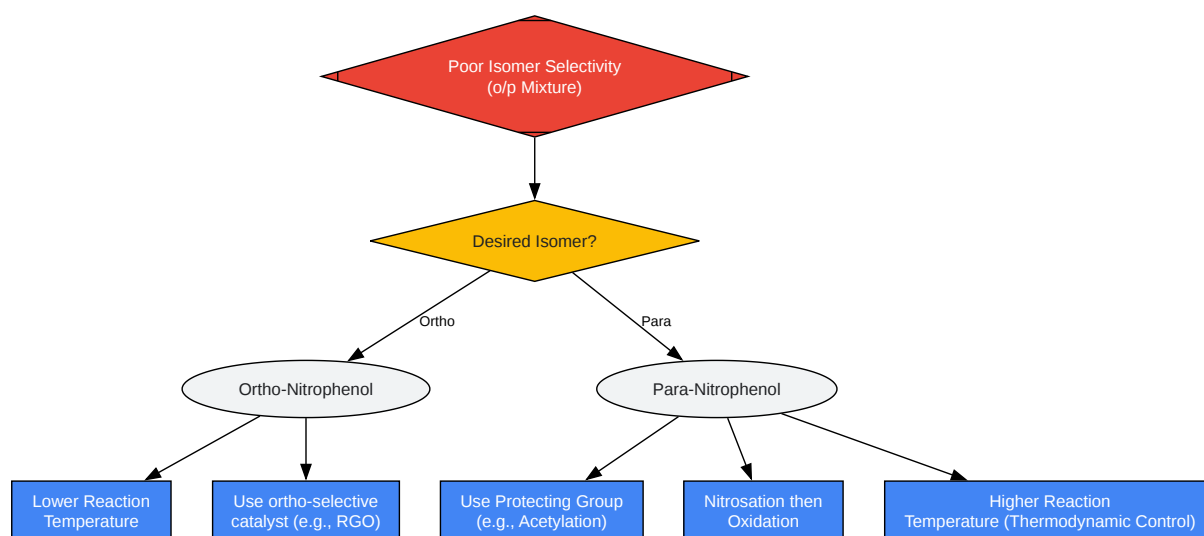 Poor Isomer Selectivity
(o/p Mixture)
Desired Isomer?
Ortho
Para
Ortho-Nitrophenol
Para-Nitrophenol
Lower Reaction
Temperature
Use ortho-selective
catalyst (e.g., RGO)
Use Protecting Group
(e.g., Acetylation)
Nitrosation then
Oxidation
Higher Reaction
Temperature (Thermodynamic Control)